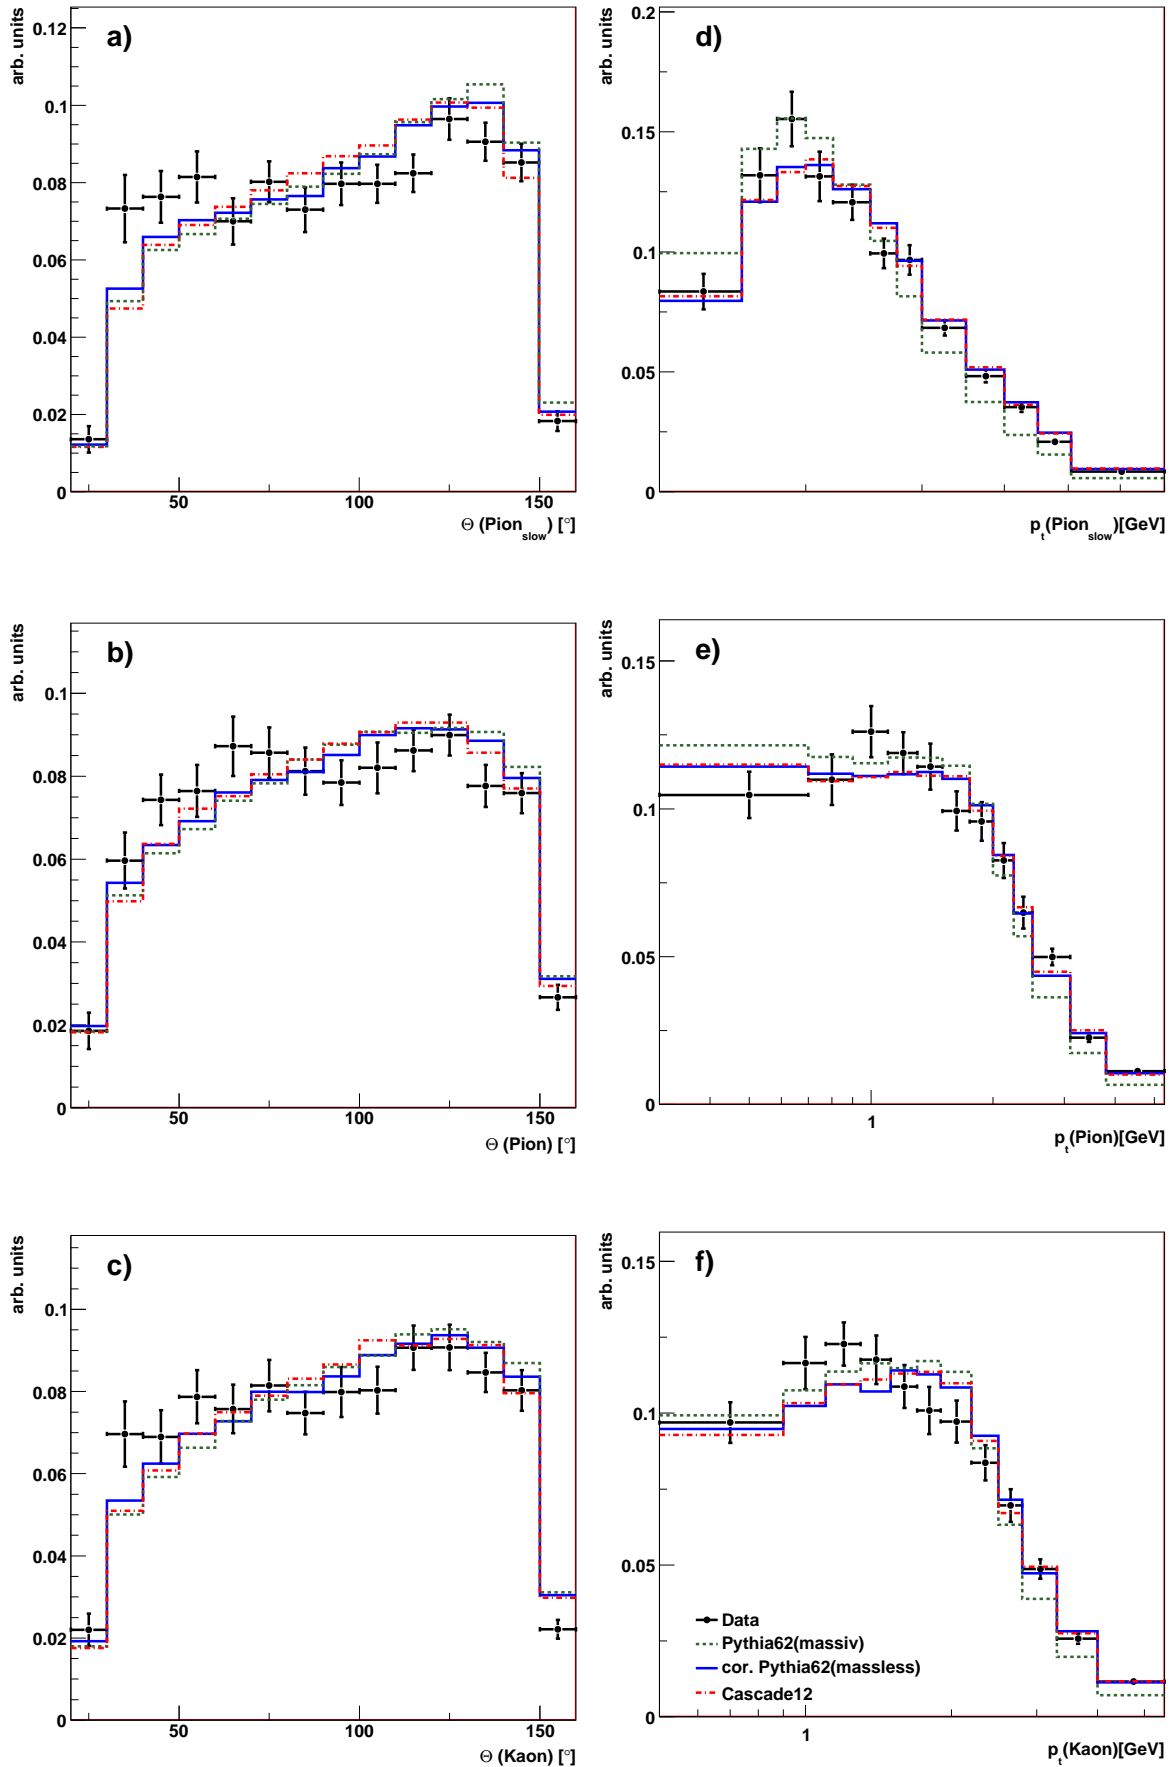 arb. units
a)
0.12
0.1
0.08
0.06
0.04
0.02
0
50
100
150
Θ (Pion_slow) [°]
arb. units
d)
0.2
0.15
0.1
0.05
0
p_t(Pion_slow)[GeV]
arb. units
b)
0.1
0.08
0.06
0.04
0.02
0
50
100
150
Θ (Pion) [°]
arb. units
e)
0.15
0.1
0.05
0
1
p_t(Pion)[GeV]
arb. units
c)
0.1
0.08
0.06
0.04
0.02
0
50
100
150
Θ (Kaon) [°]
arb. units
f)
0.15
0.1
0.05
0
Data
Pythia62(massiv)
cor. Pythia62(massless)
Cascade12
1
p_t(Kaon)[GeV]